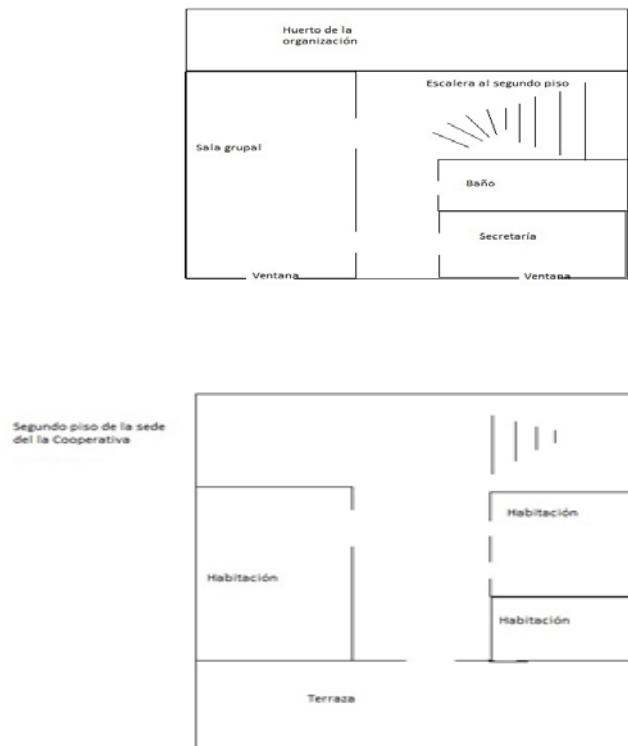 Huerto de la
organización
Escalera al segundo piso
Sala grupal
Baño
Secretaría
Ventana
Ventana
Segundo piso de la sede
del la Cooperativa
Habitación
Habitación
Habitación
Terraza